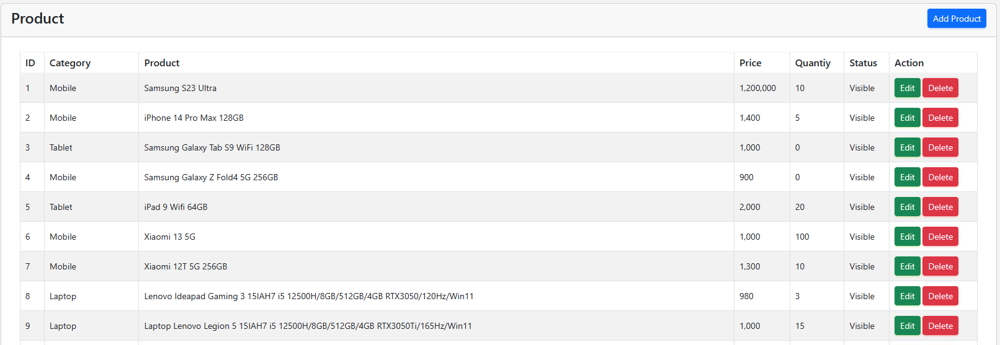 Product
Add Product
ID Category Product Price Quantiy Status Action
1 Mobile Samsung S23 Ultra 1,200,000 10 Visible Edit Delete
2 Mobile iPhone 14 Pro Max 128GB 1,400 5 Visible Edit Delete
3 Tablet Samsung Galaxy Tab S9 WiFi 128GB 1,000 0 Visible Edit Delete
4 Mobile Samsung Galaxy Z Fold4 5G 256GB 900 0 Visible Edit Delete
5 Tablet iPad 9 Wifi 64GB 2,000 20 Visible Edit Delete
6 Mobile Xiaomi 13 5G 1,000 100 Visible Edit Delete
7 Mobile Xiaomi 12T 5G 256GB 1,300 10 Visible Edit Delete
8 Laptop Lenovo Ideapad Gaming 3 15IAH7 i5 12500H/8GB/512GB/4GB RTX3050/120Hz/Win11 980 3 Visible Edit Delete
9 Laptop Laptop Lenovo Legion 5 15IAH7 i5 12500H/8GB/512GB/4GB RTX3050Ti/165Hz/Win11 1,000 15 Visible Edit Delete